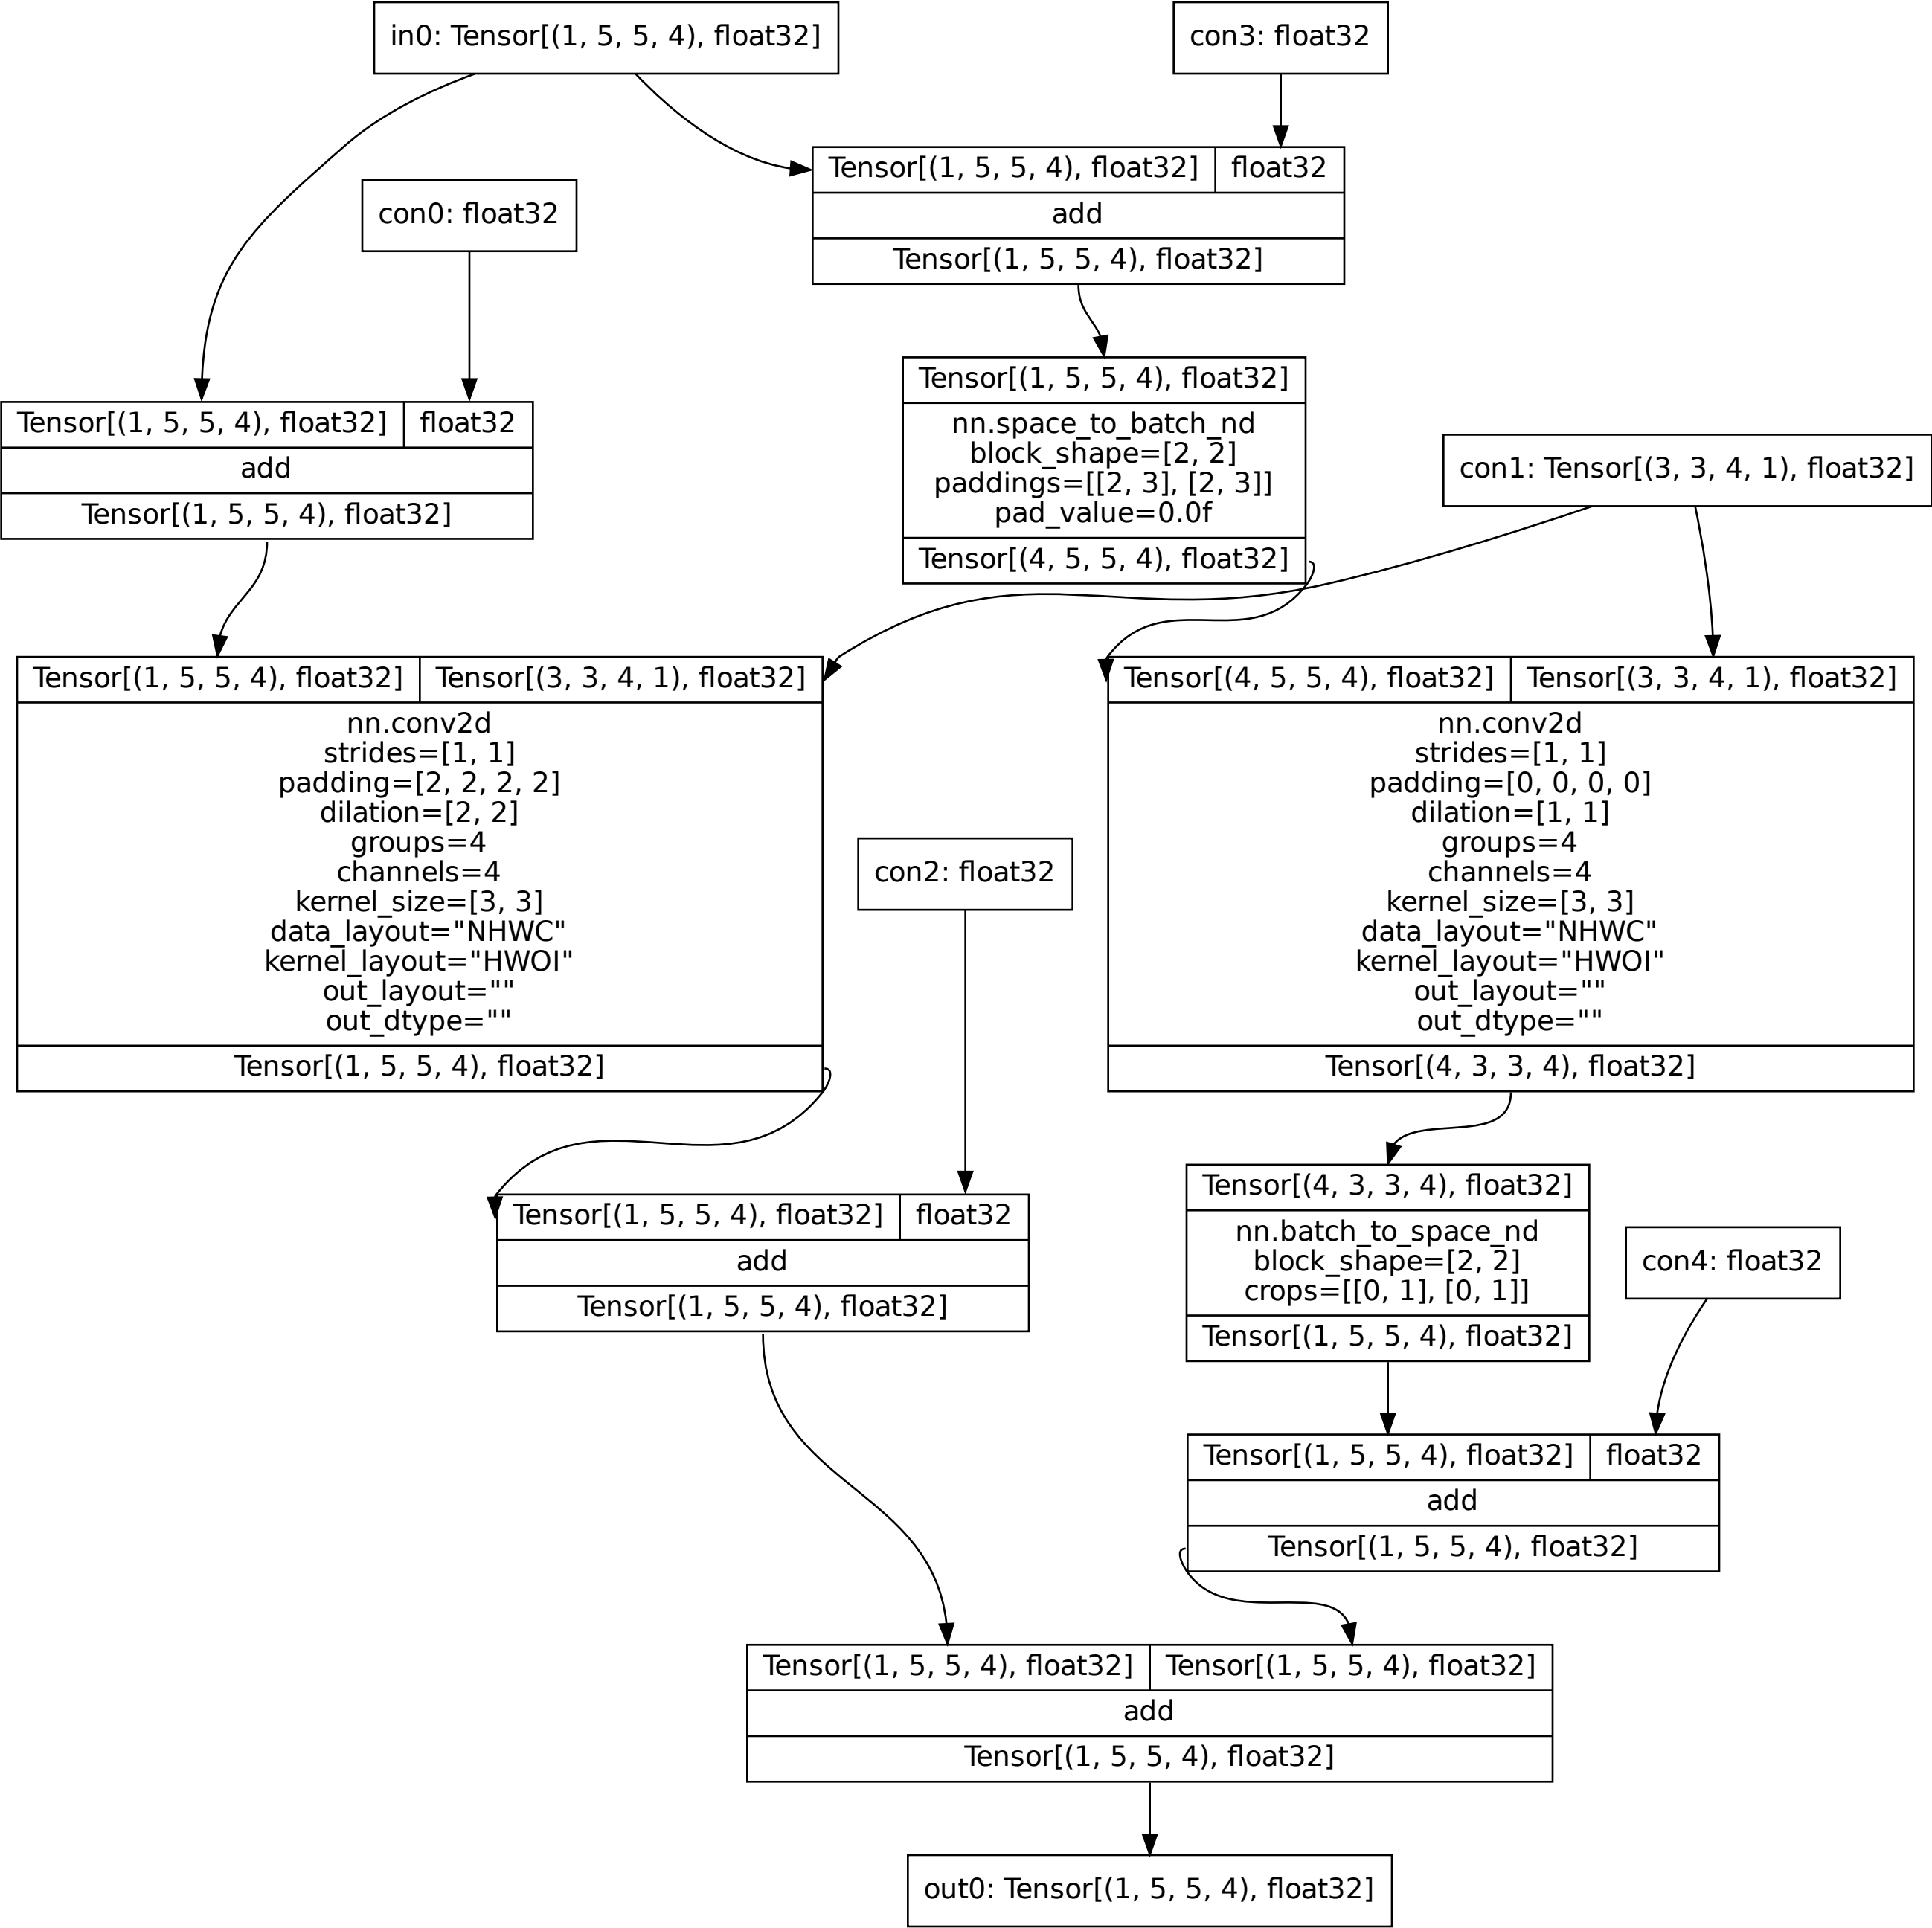 in0: Tensor[(1, 5, 5, 4), float32]
con3: float32
Tensor[(1, 5, 5, 4), float32] float32
add
Tensor[(1, 5, 5, 4), float32]
con0: float32
Tensor[(1, 5, 5, 4), float32]
nn.space_to_batch_nd
block_shape=[2, 2]
paddings=[[2, 3], [2, 3]]
pad_value=0.0f
Tensor[(4, 5, 5, 4), float32]
Tensor[(1, 5, 5, 4), float32] float32
add
Tensor[(1, 5, 5, 4), float32]
con1: Tensor[(3, 3, 4, 1), float32]
Tensor[(1, 5, 5, 4), float32] Tensor[(3, 3, 4, 1), float32]
nn.conv2d
strides=[1, 1]
padding=[2, 2, 2, 2]
dilation=[2, 2]
groups=4
channels=4
kernel_size=[3, 3]
data_layout="NHWC"
kernel_layout="HWOI"
out_layout=""
out_dtype=""
Tensor[(1, 5, 5, 4), float32]
Tensor[(4, 5, 5, 4), float32] Tensor[(3, 3, 4, 1), float32]
nn.conv2d
strides=[1, 1]
padding=[0, 0, 0, 0]
dilation=[1, 1]
groups=4
channels=4
kernel_size=[3, 3]
data_layout="NHWC"
kernel_layout="HWOI"
out_layout=""
out_dtype=""
Tensor[(4, 3, 3, 4), float32]
con2: float32
Tensor[(1, 5, 5, 4), float32] float32
add
Tensor[(1, 5, 5, 4), float32]
Tensor[(4, 3, 3, 4), float32]
nn.batch_to_space_nd
block_shape=[2, 2]
crops=[[0, 1], [0, 1]]
Tensor[(1, 5, 5, 4), float32]
con4: float32
Tensor[(1, 5, 5, 4), float32] float32
add
Tensor[(1, 5, 5, 4), float32]
Tensor[(1, 5, 5, 4), float32] Tensor[(1, 5, 5, 4), float32]
add
Tensor[(1, 5, 5, 4), float32]
out0: Tensor[(1, 5, 5, 4), float32]